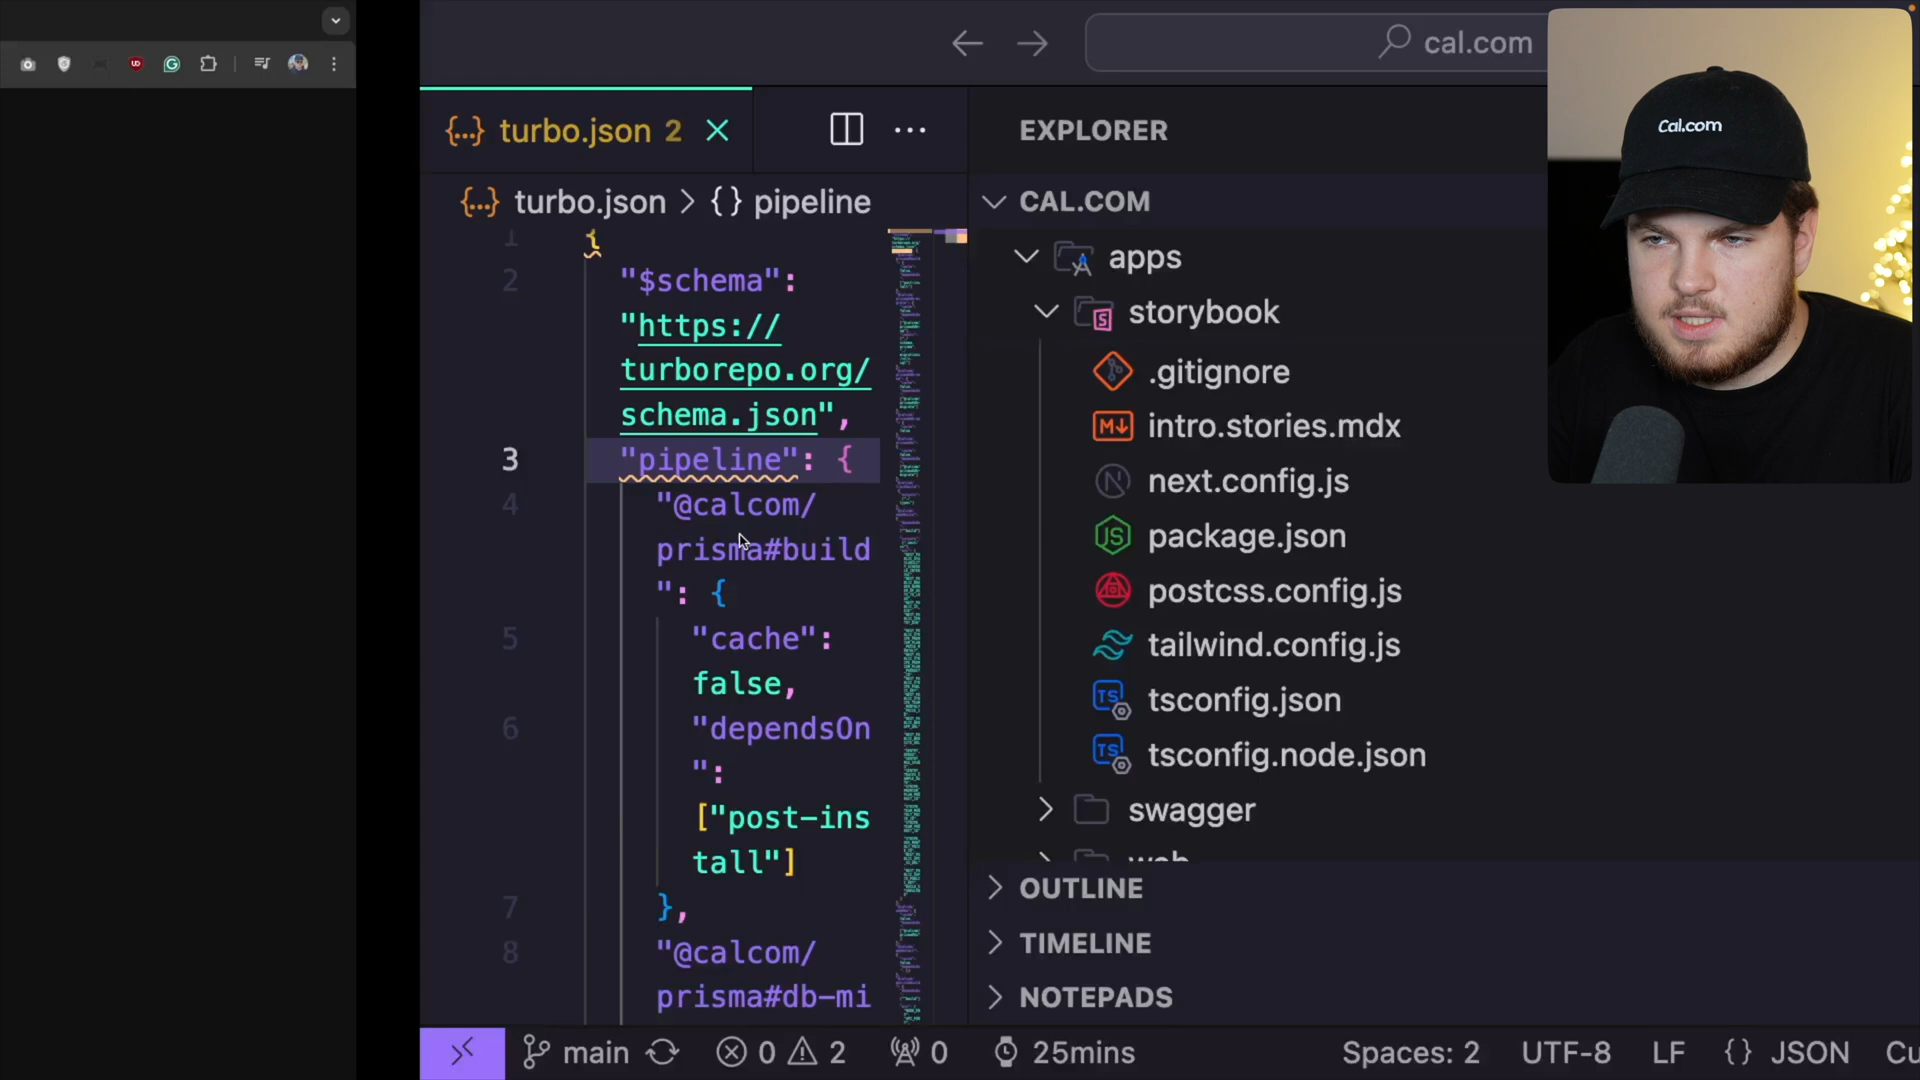 cal.com
turbo.json 2
EXPLORER
turbo.json > {} pipeline
CAL.COM
1 {
2 "$schema":
"https://
turborepo.org/
schema.json",
3 "pipeline": {
4 "@calcom/
prisma#build
": {
5 "cache":
false,
6 "dependsOn
":
["post-ins
tall"]
7 },
8 "@calcom/
prisma#db-mi
apps
storybook
.gitignore
intro.stories.mdx
next.config.js
package.json
postcss.config.js
tailwind.config.js
tsconfig.json
tsconfig.node.json
swagger
web
OUTLINE
TIMELINE
NOTEPADS
main 0 2 0 25mins Spaces: 2 UTF-8 LF {} JSON Cu
Cal.com